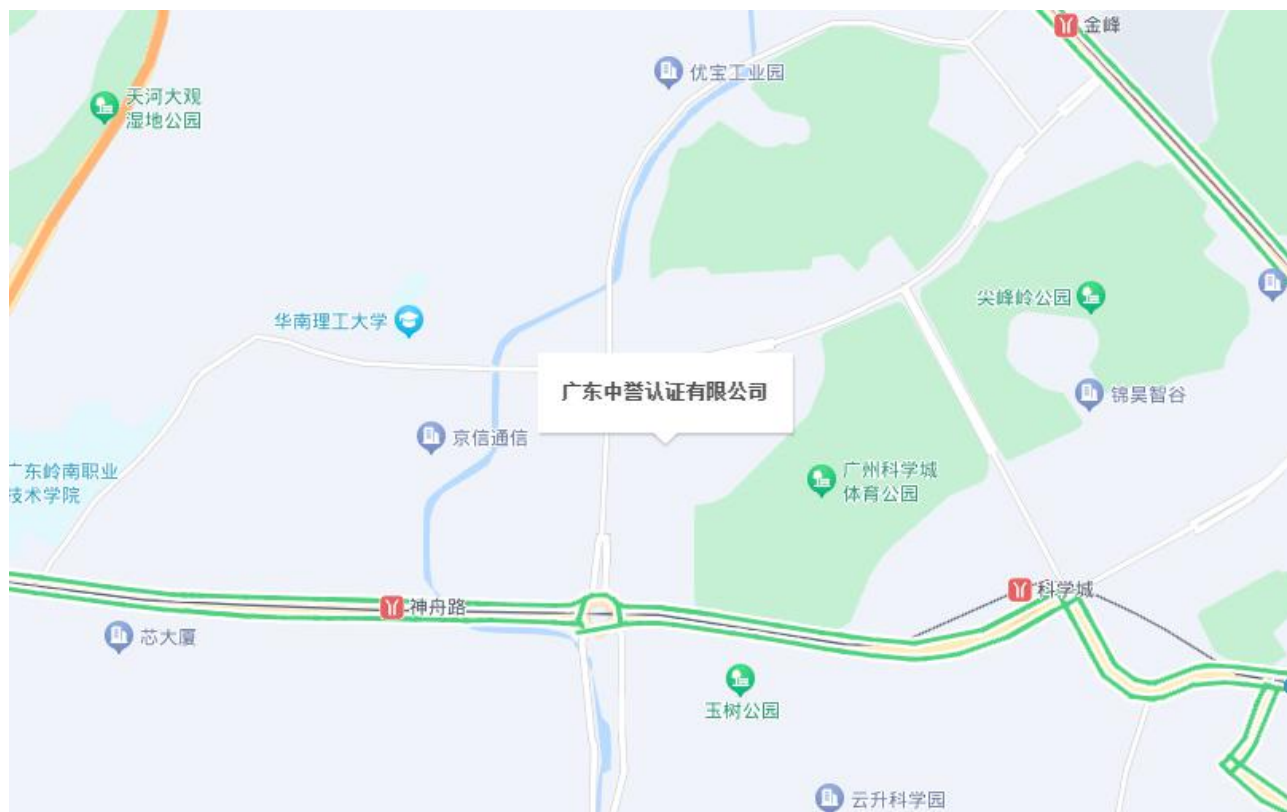 金峰
优宝工业园
天河大观
湿地公园
尖峰岭公园
华南理工大学
广东中誉认证有限公司
锦昊智谷
京信通信
广东岭南职业
技术学院
广州科学城
体育公园
科学城
神舟路
芯大厦
玉树公园
云升科学园